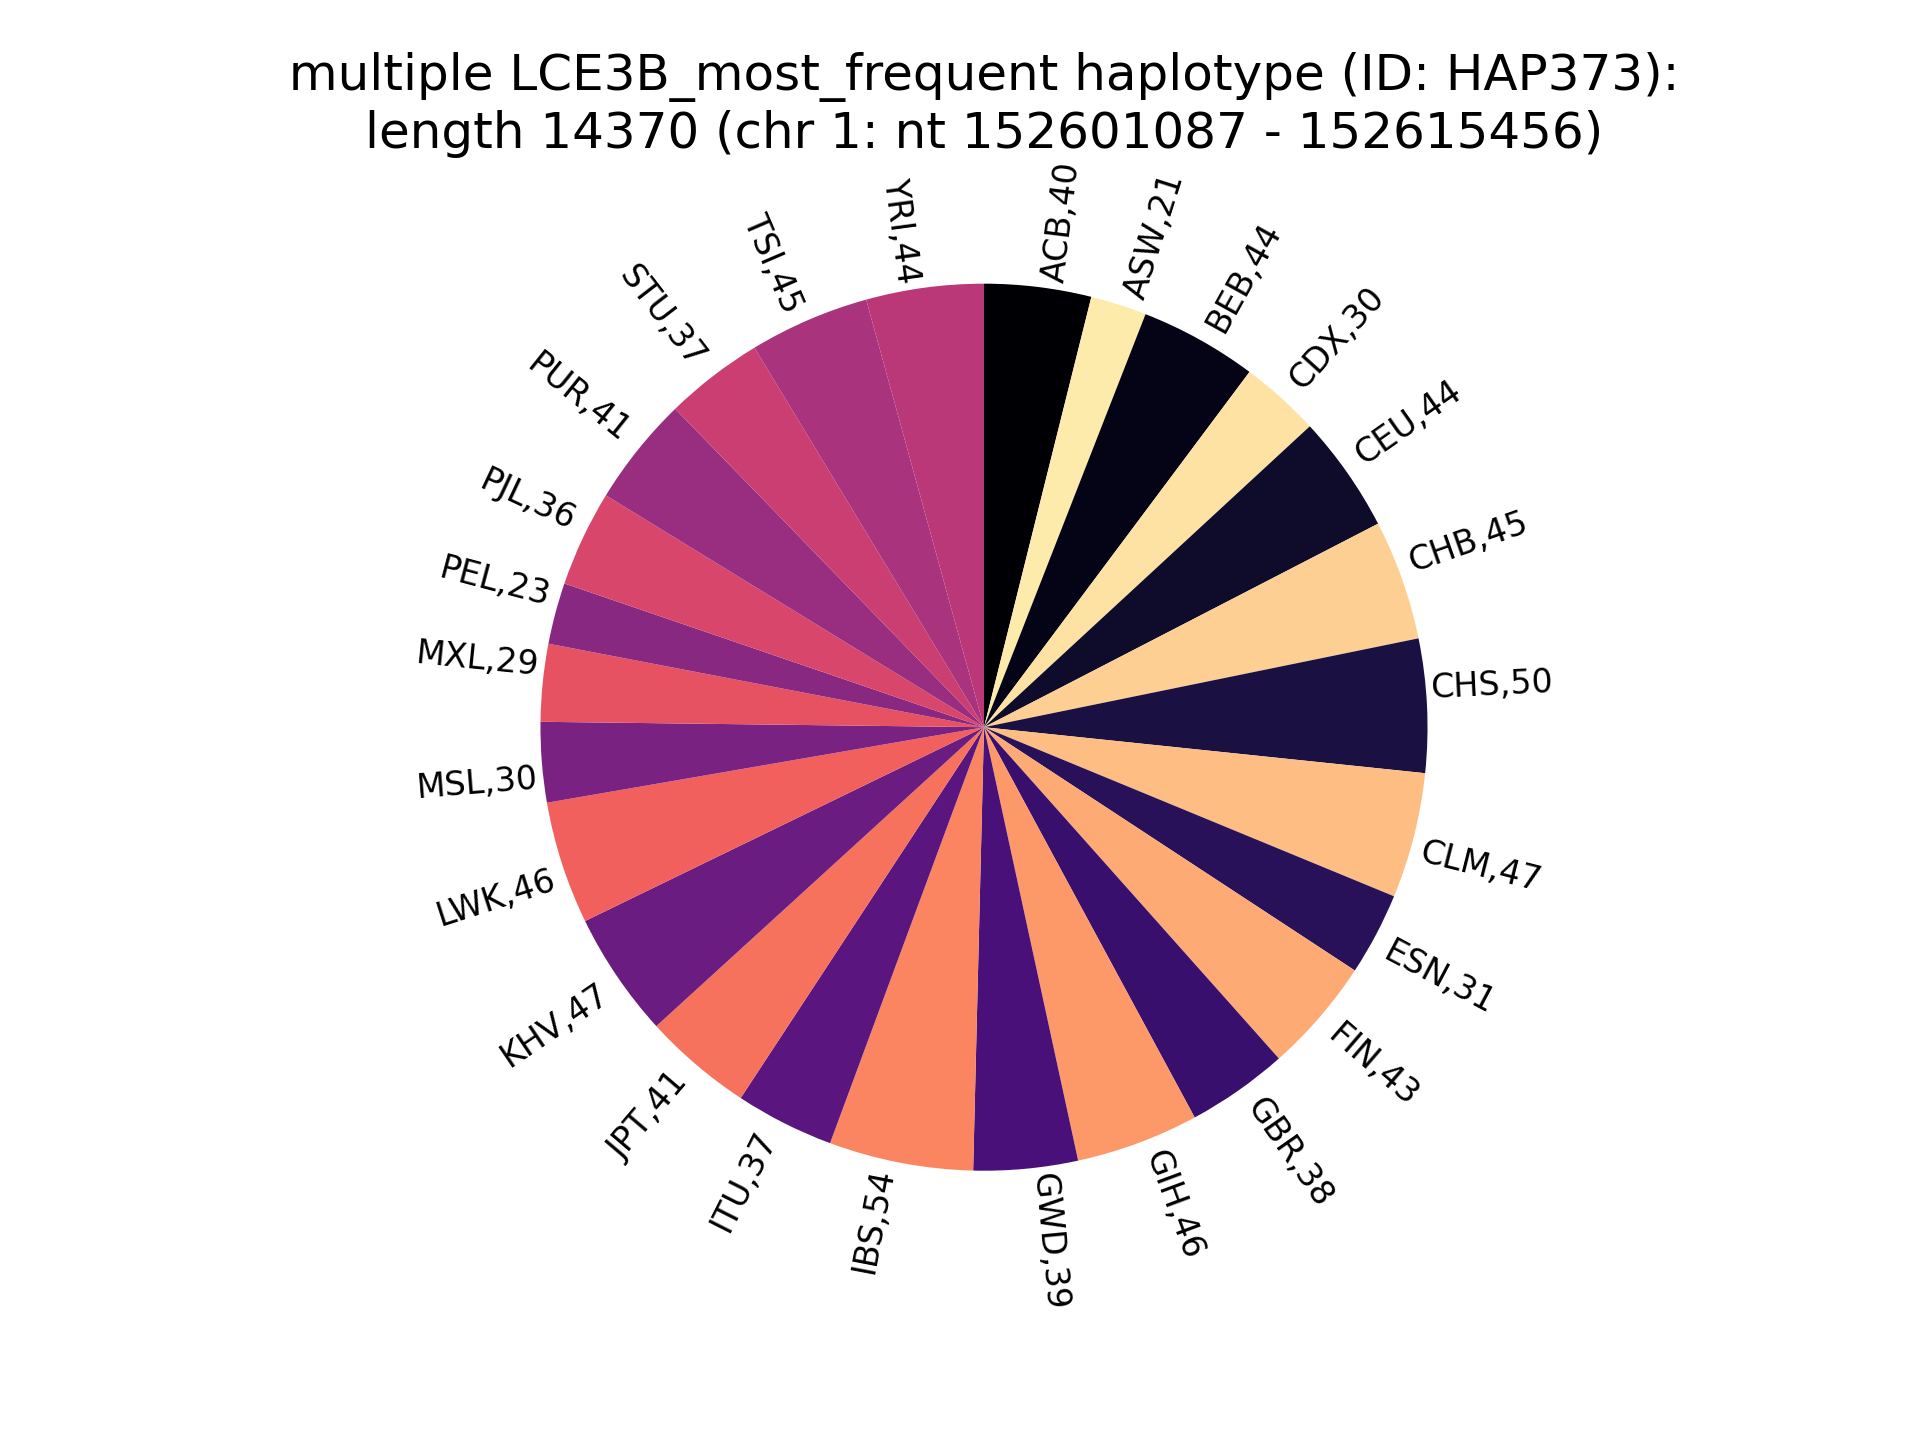 multiple LCE3B_most_frequent haplotype (ID: HAP373):
length 14370 (chr 1: nt 152601087 - 152615456)
ACB,40
ASW,21
BEB,44
CDX,30
CEU,44
CHB,45
CHS,50
CLM,47
ESN,31
FIN,43
GBR,38
GIH,46
GWD,39
IBS,54
ITU,37
JPT,41
KHV,47
LWK,46
MSL,30
MXL,29
PEL,23
PJL,36
PUR,41
STU,37
TSI,45
YRI,44